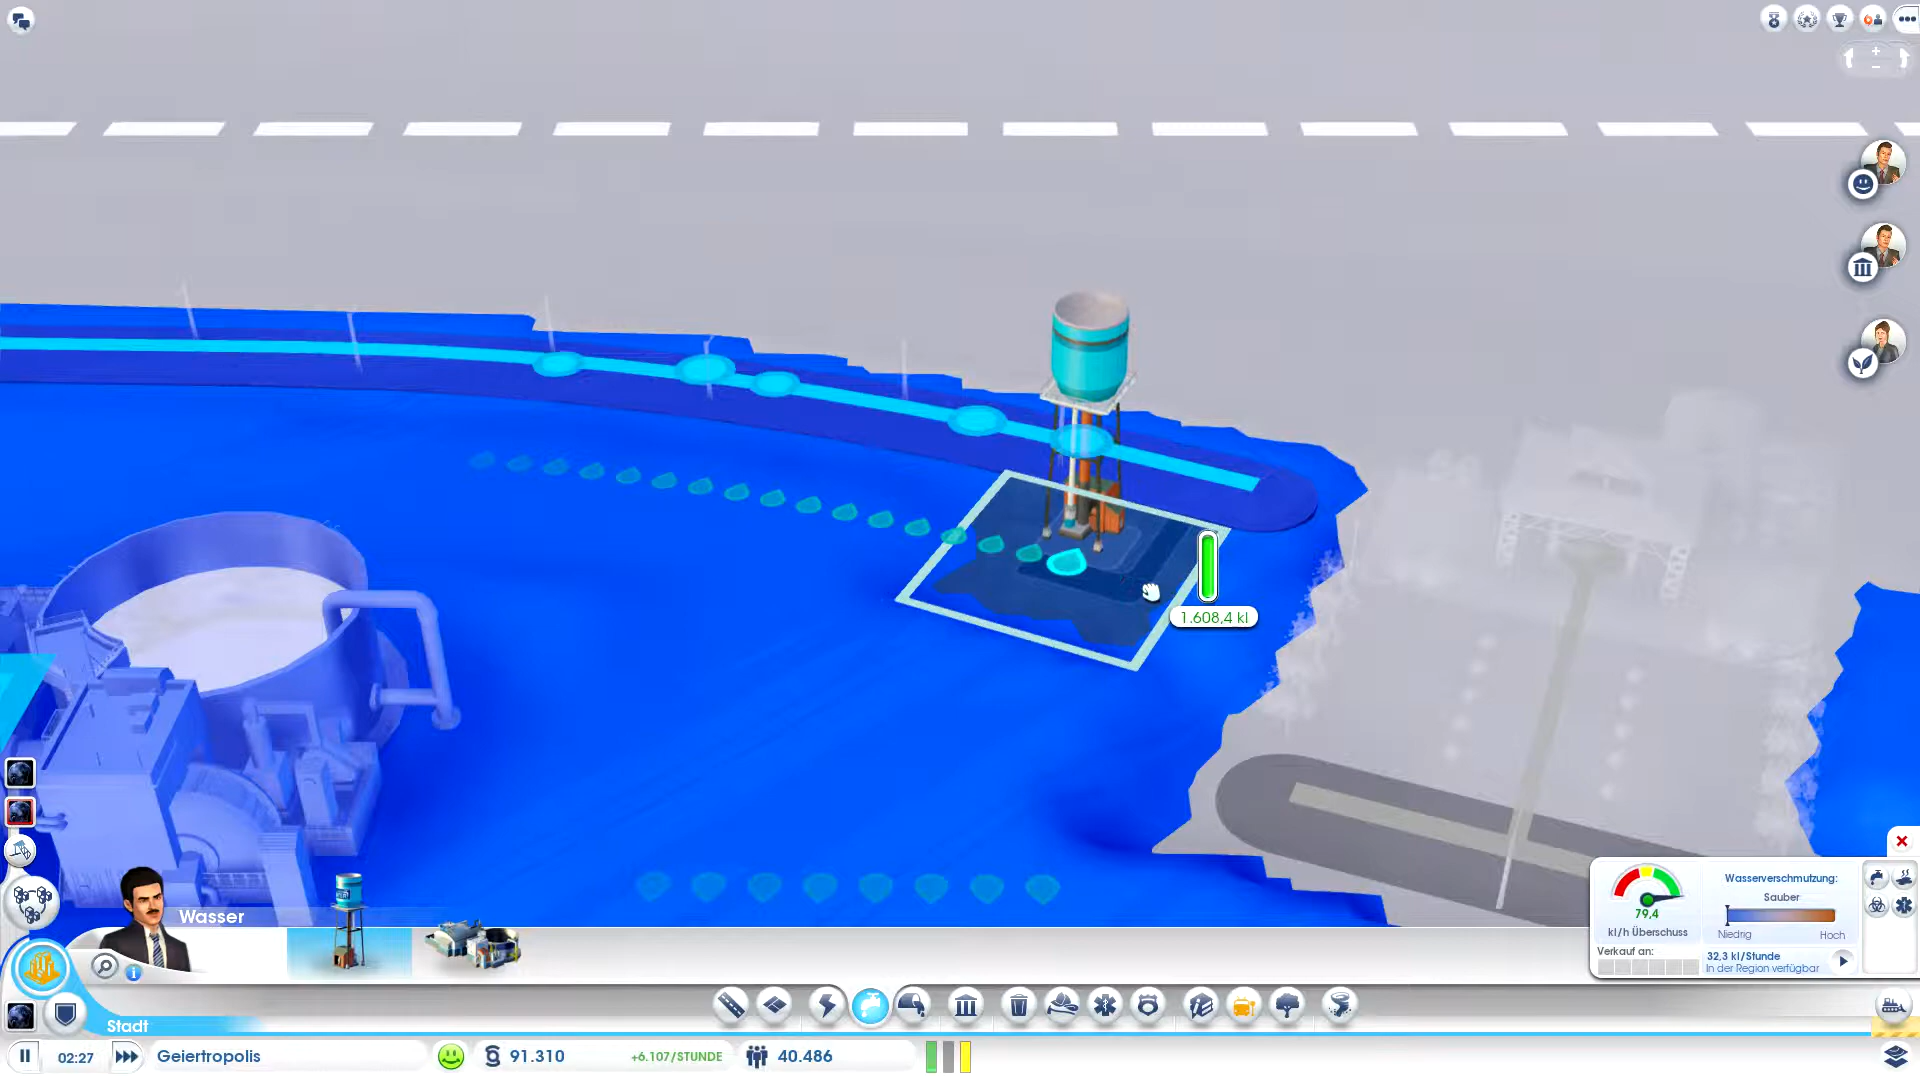 1.608,4 kl
79,4
kl/h Überschuss
Verkauf an:
Wasserverschmutzung:
Sauber
Niedrig
Hoch
32,3 kl/Stunde
In der Region verfügbar
Wasser
Stadt
02:27
Geiertropolis
91.310
+6.107/STUNDE
40.486